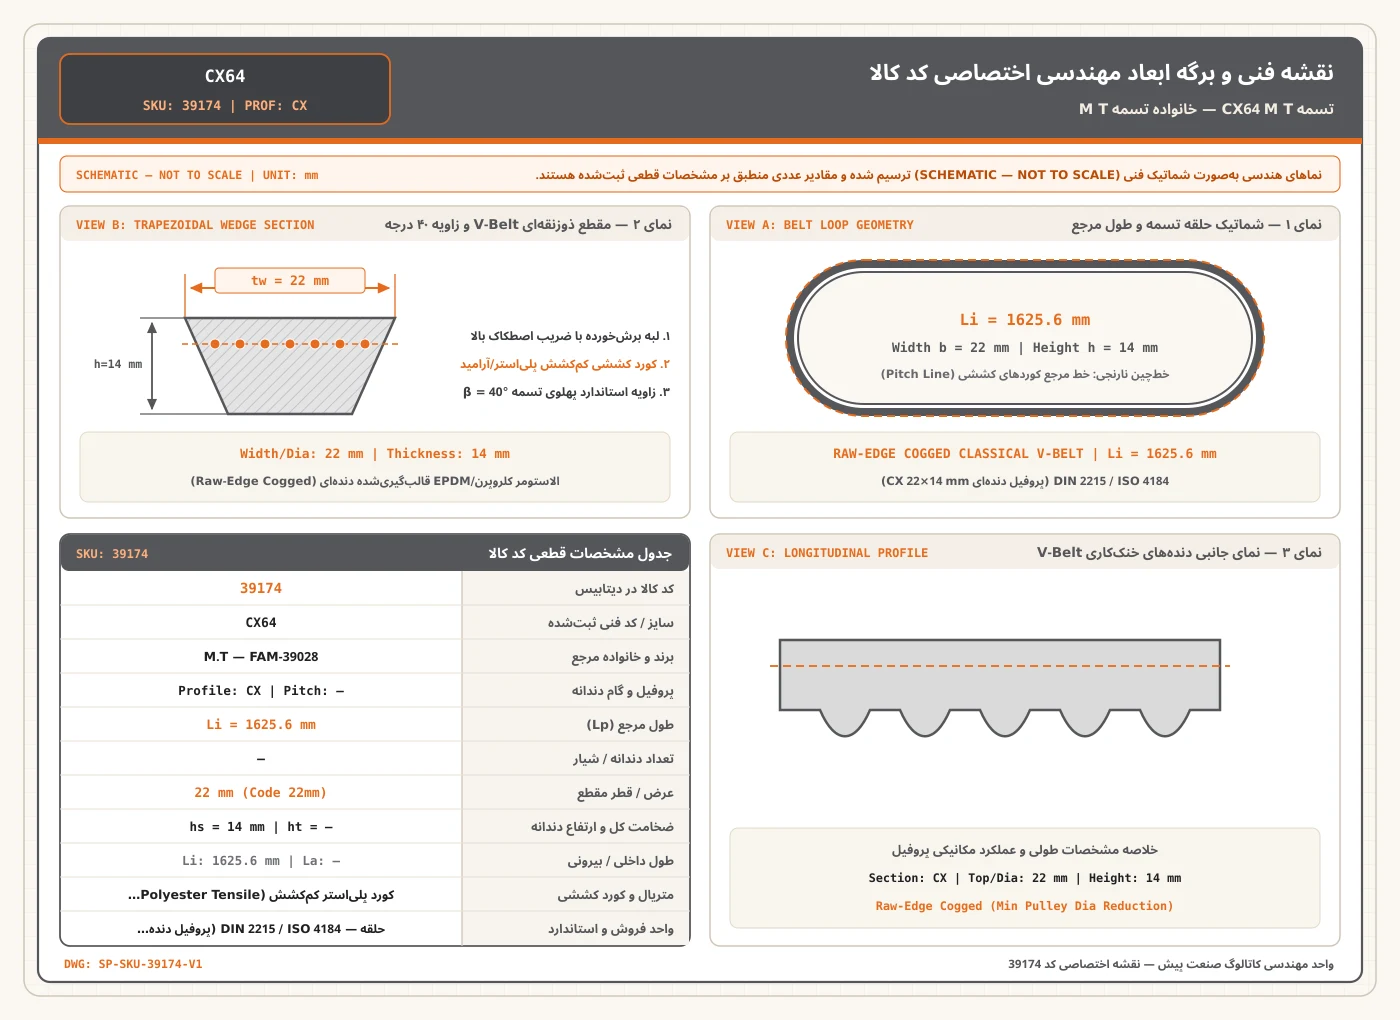 نقشه فنی و برگه ابعاد مهندسی اختصاصی کد کالا
تسمه CX64 M T — خانواده تسمه M T
CX64
SKU: 39174 | PROF: CX
نماهای هندسی به‌صورت شماتیک فنی (SCHEMATIC — NOT TO SCALE) ترسیم شده و مقادیر عددی منطبق بر مشخصات قطعی ثبت‌شده هستند.
SCHEMATIC — NOT TO SCALE | UNIT: mm
نمای ۱ — شماتیک حلقه تسمه و طول مرجع
VIEW A: BELT LOOP GEOMETRY
Li = 1625.6 mm
Width b = 22 mm | Height h = 14 mm
خط‌چین نارنجی: خط مرجع کوردهای کششی (Pitch Line)
RAW-EDGE COGGED CLASSICAL V-BELT | Li = 1625.6 mm
DIN 2215 / ISO 4184 (پروفیل دنده‌ای CX 22×14 mm)
نمای ۲ — مقطع ذوزنقه‌ای V-Belt و زاویه ۴۰ درجه
VIEW B: TRAPEZOIDAL WEDGE SECTION
tw = 22 mm
h=14 mm
۱. لبه برش‌خورده با ضریب اصطکاک بالا
۲. کورد کششی کم‌کشش پلی‌استر/آرامید
۳. زاویه استاندارد پهلوی تسمه β = 40°
Width/Dia: 22 mm | Thickness: 14 mm
الاستومر کلروپرن/EPDM قالب‌گیری‌شده دنده‌ای (Raw-Edge Cogged)
نمای ۳ — نمای جانبی دنده‌های خنک‌کاری V-Belt
VIEW C: LONGITUDINAL PROFILE
خلاصه مشخصات طولی و عملکرد مکانیکی پروفیل
Section: CX | Top/Dia: 22 mm | Height: 14 mm
Raw-Edge Cogged (Min Pulley Dia Reduction)
جدول مشخصات قطعی کد کالا
SKU: 39174
کد کالا در دیتابیس 39174
سایز / کد فنی ثبت‌شده CX64
برند و خانواده مرجع M.T — FAM-39028
پروفیل و گام دندانه Profile: CX | Pitch: —
طول مرجع (Lp) Li = 1625.6 mm
تعداد دندانه / شیار —
عرض / قطر مقطع 22 mm (Code 22mm)
ضخامت کل و ارتفاع دندانه hs = 14 mm | ht = —
طول داخلی / بیرونی Li: 1625.6 mm | La: —
متریال و کورد کششی کورد پلی‌استر کم‌کشش (Polyester Tensile...
واحد فروش و استاندارد حلقه — DIN 2215 / ISO 4184 (پروفیل دنده...
واحد مهندسی کاتالوگ صنعت پیش — نقشه اختصاصی کد 39174
DWG: SP-SKU-39174-V1